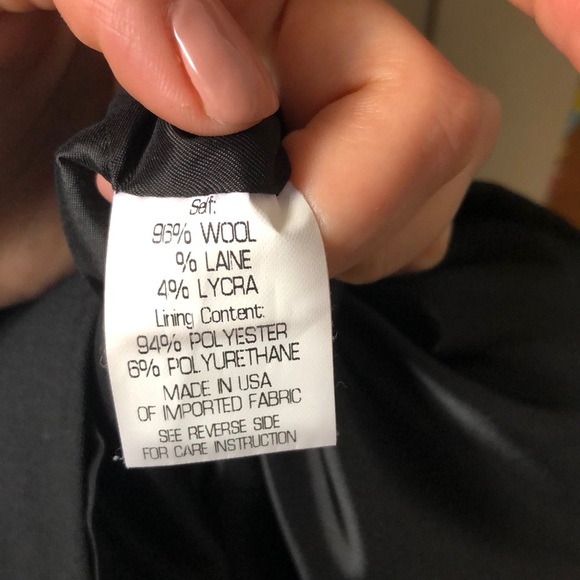 Self:
96% WOOL
% LAINE
4% LYCRA
Lining Content:
94% POLYESTER
6% POLYURETHANE
MADE IN USA
OF IMPORTED FABRIC
SEE REVERSE SIDE
FOR CARE INSTRUCTION